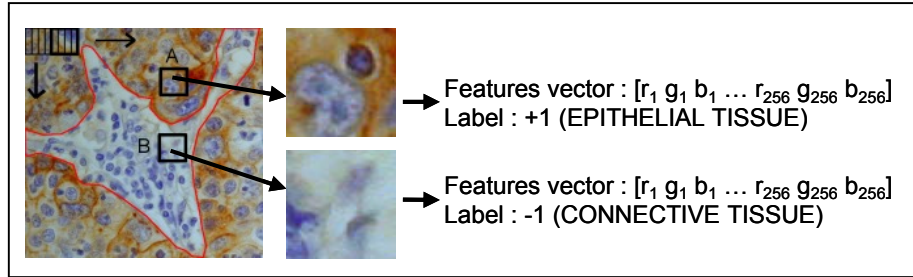 A
B
Features vector : [r₁ g₁ b₁ … r₂₅₆ g₂₅₆ b₂₅₆]
Label : +1 (EPITHELIAL TISSUE)
Features vector : [r₁ g₁ b₁ … r₂₅₆ g₂₅₆ b₂₅₆]
Label : -1 (CONNECTIVE TISSUE)